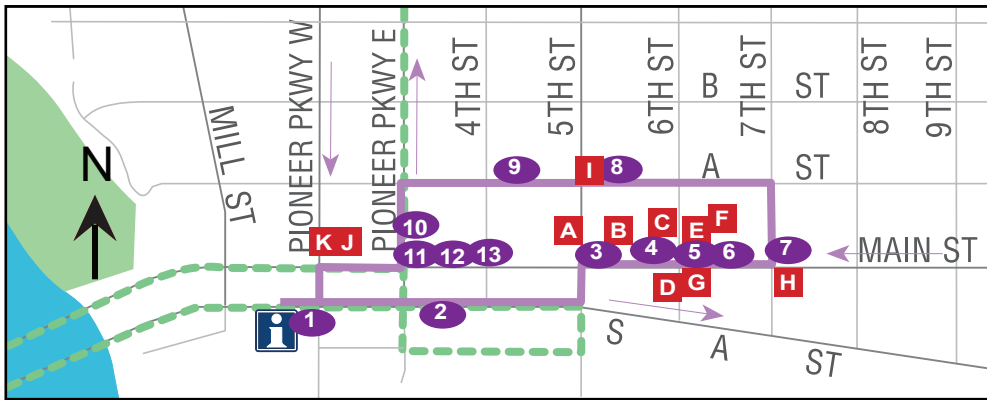 PIONEER PKWY W
PIONEER PKWY E
4TH ST
5TH ST
6TH ST
7TH ST
8TH ST
9TH ST
B ST
MILL ST
N
9
I
8
A ST
10
K J
11
12
13
A
3
B
C
4
E
F
5
6
7
MAIN ST
D
G
H
i
1
2
S A ST